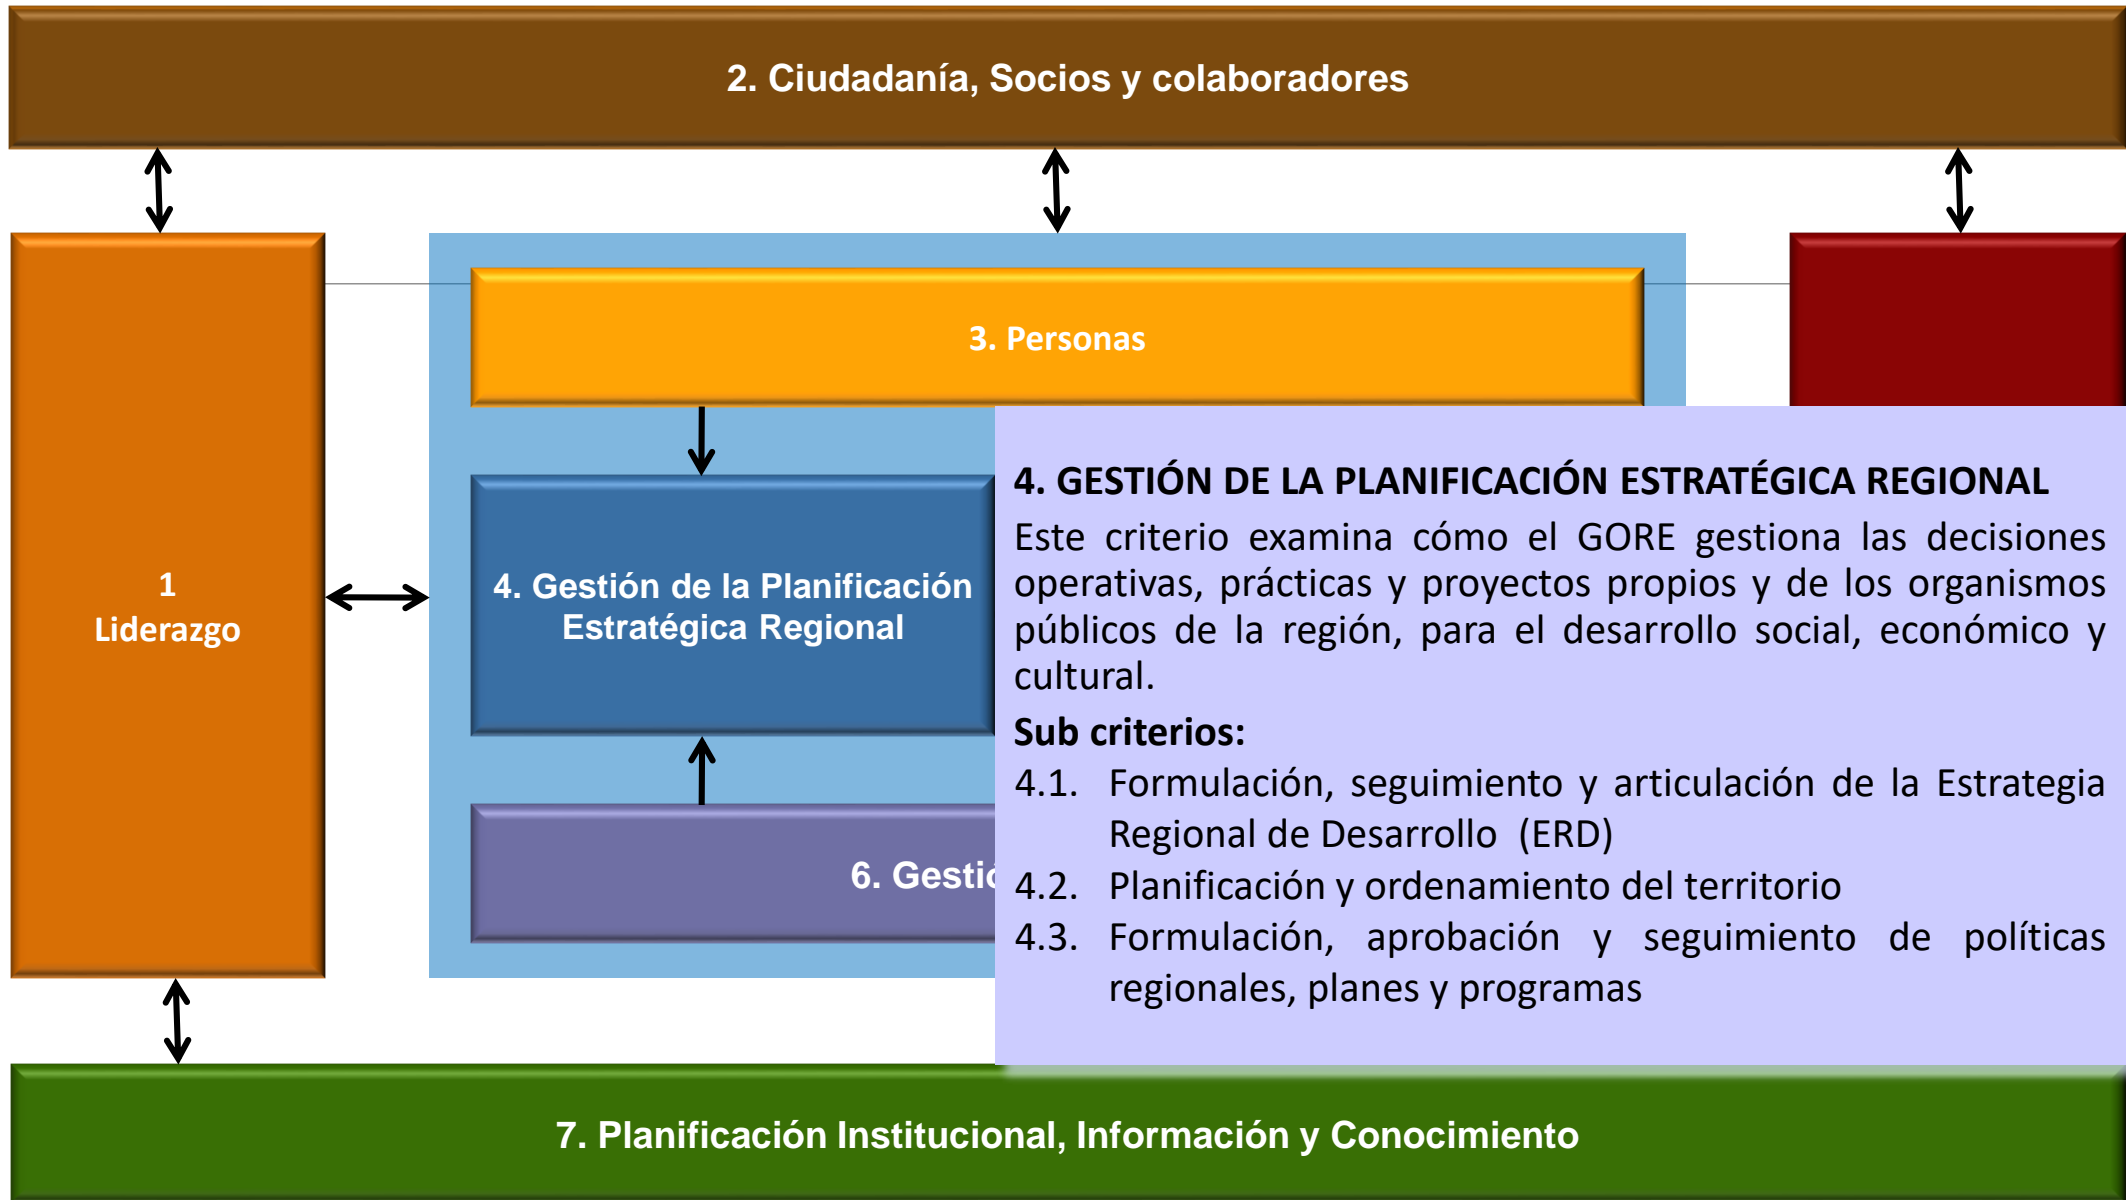 2. Ciudadanía, Socios y colaboradores
3. Personas
1
Liderazgo
4. Gestión de la Planificación
Estratégica Regional
6.
4. GESTIÓN DE LA PLANIFICACIÓN ESTRATÉGICA REGIONAL
Este criterio examina cómo el GORE gestiona las decisiones
operativas, prácticas y proyectos propios y de los organismos
públicos de la región, para el desarrollo social, económico y
cultural.
Sub criterios:
4.1. Formulación, seguimiento y articulación de la Estrategia
Regional de Desarrollo (ERD)
4.2. Planificación y ordenamiento del territorio
4.3. Formulación, aprobación y seguimiento de políticas
regionales, planes y programas
7. Planificación Institucional, Información y Conocimiento